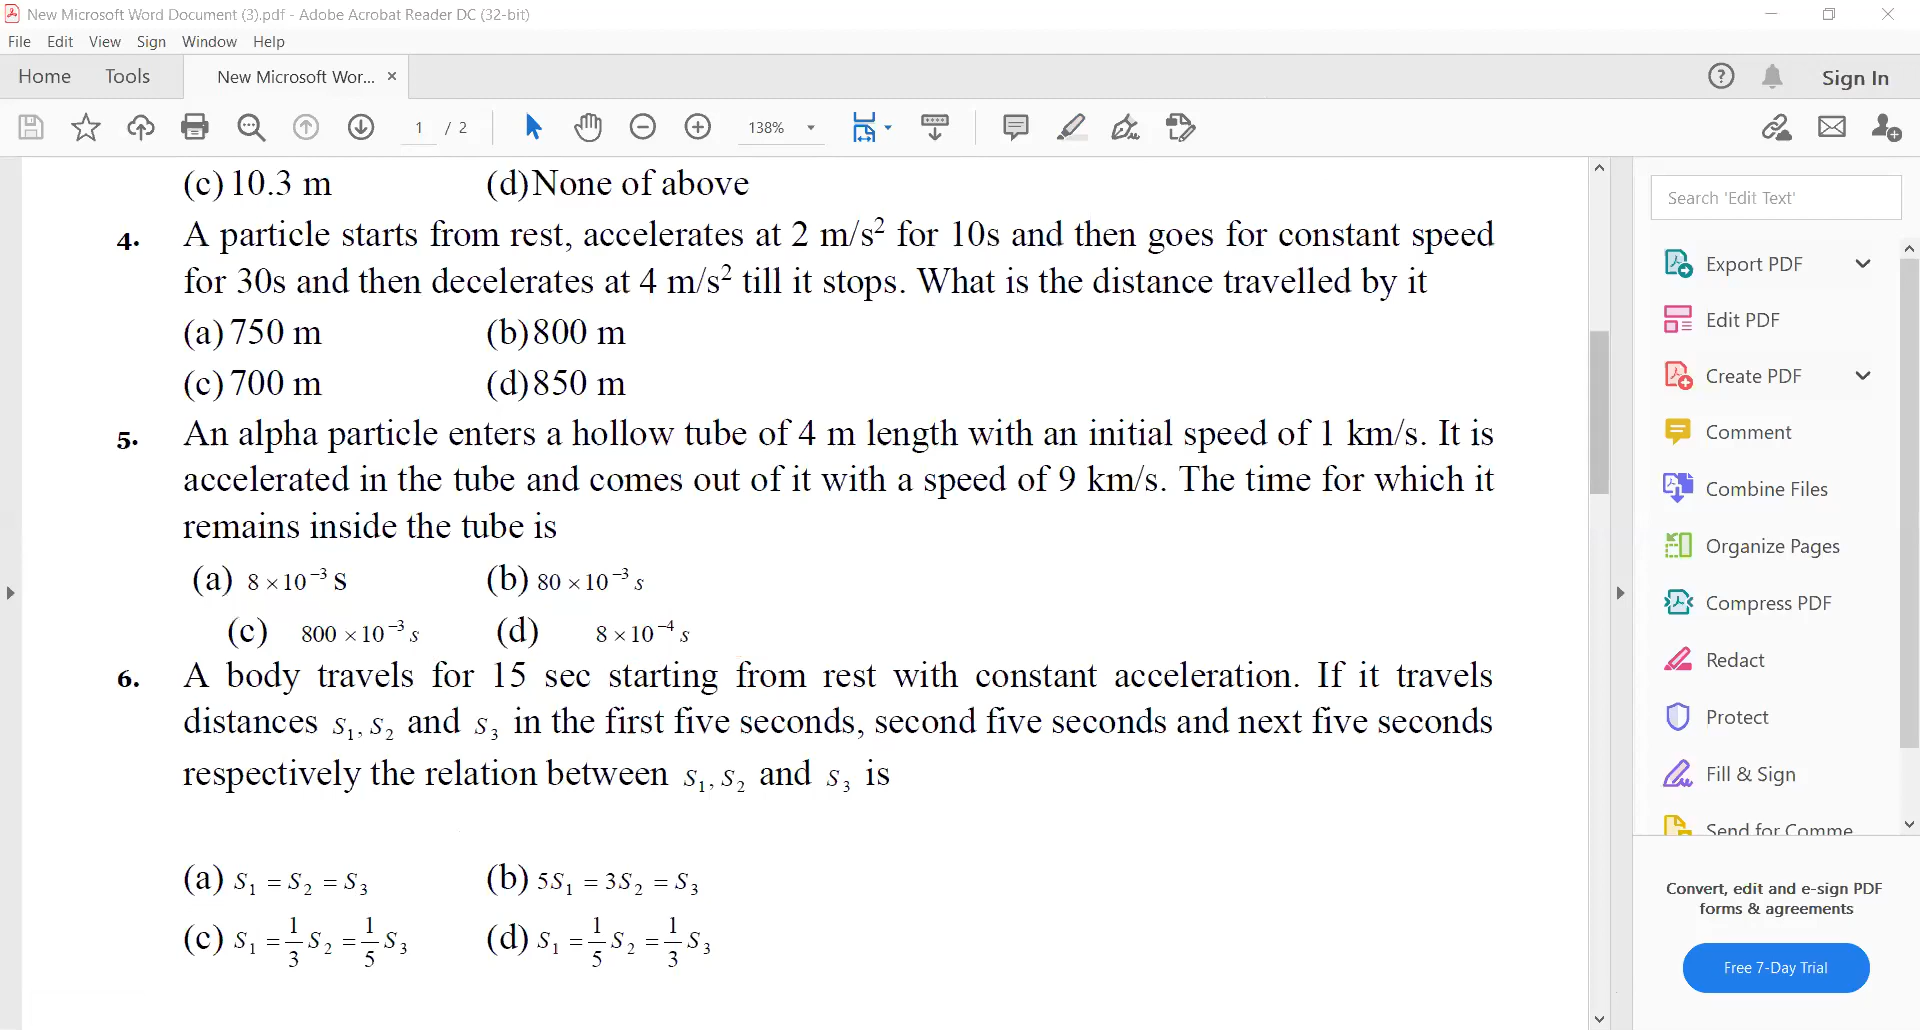 New Microsoft Word Document (3).pdf - Adobe Acrobat Reader DC (32-bit)
File Edit View Sign Window Help
Home Tools New Microsoft Wor... × Sign In
1 / 2 138%
(c) 10.3 m (d) None of above
4. A particle starts from rest, accelerates at 2 m/s² for 10s and then goes for constant speed
for 30s and then decelerates at 4 m/s² till it stops. What is the distance travelled by it
(a) 750 m (b) 800 m
(c) 700 m (d) 850 m
5. An alpha particle enters a hollow tube of 4 m length with an initial speed of 1 km/s. It is
accelerated in the tube and comes out of it with a speed of 9 km/s. The time for which it
remains inside the tube is
(a) 8 × 10⁻³ s (b) 80 × 10⁻³ s
(c) 800 × 10⁻³ s (d) 8 × 10⁻⁴ s
6. A body travels for 15 sec starting from rest with constant acceleration. If it travels
distances S₁, S₂ and S₃ in the first five seconds, second five seconds and next five seconds
respectively the relation between S₁, S₂ and S₃ is
(a) S₁ = S₂ = S₃ (b) 5S₁ = 3S₂ = S₃
(c) S₁ = 1/3 S₂ = 1/5 S₃ (d) S₁ = 1/5 S₂ = 1/3 S₃
Search 'Edit Text'
Export PDF
Edit PDF
Create PDF
Comment
Combine Files
Organize Pages
Compress PDF
Redact
Protect
Fill & Sign
Send for Comme
Convert, edit and e-sign PDF
forms & agreements
Free 7-Day Trial